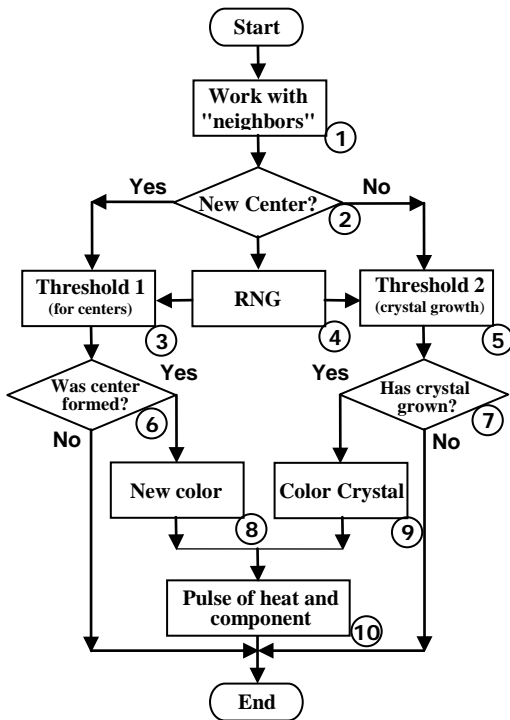 Start
Work with
"neighbors"
1
Yes
No
New Center?
2
Threshold 1
(for centers)
3
RNG
4
Threshold 2
(crystal growth)
5
Was center
formed?
6
Yes
No
Yes
Has crystal
grown?
7
No
New color
8
Color Crystal
9
Pulse of heat and
component
10
End